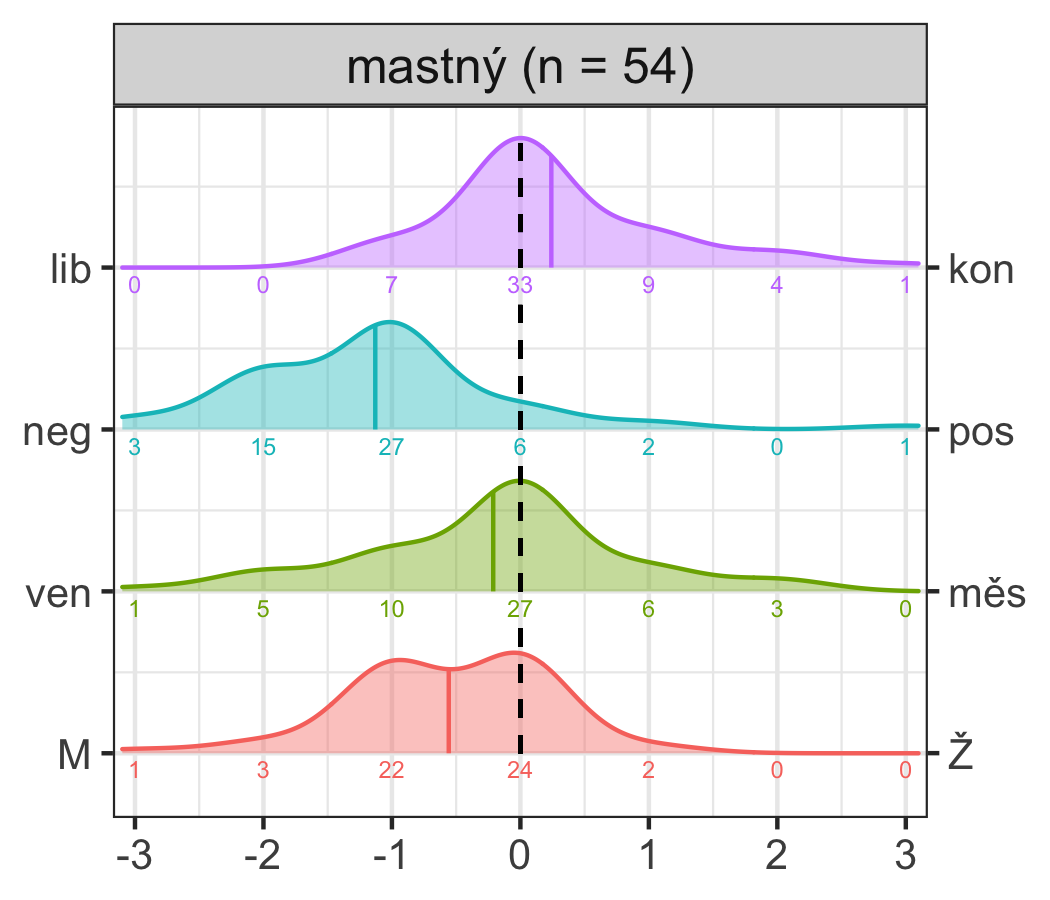 mastný (n = 54)
lib kon
0 0 7 33 9 4 1
neg pos
3 15 27 6 2 0 1
ven měs
1 5 10 27 6 3 0
M Ž
1 3 22 24 2 0 0
-3 -2 -1 0 1 2 3